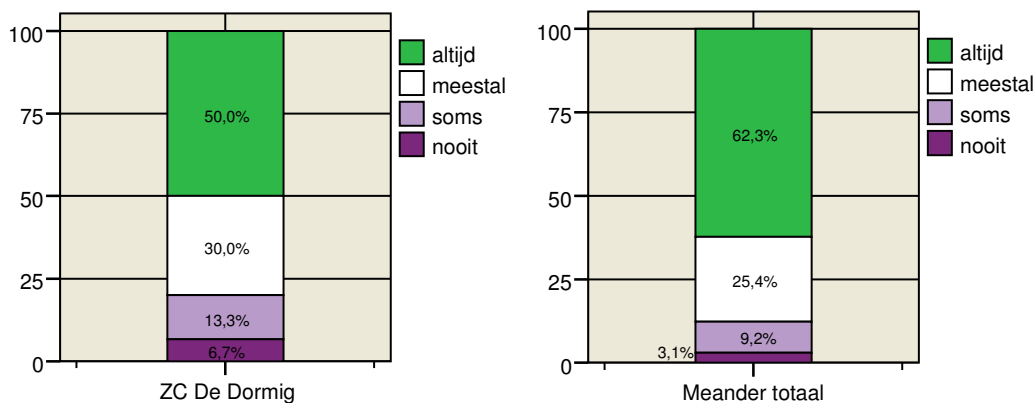 100
75
50
25
0
50,0%
30,0%
13,3%
6,7%
ZC De Dormig
altijd
meestal
soms
nooit
100
75
50
25
0
62,3%
25,4%
9,2%
3,1%
Meander totaal
altijd
meestal
soms
nooit